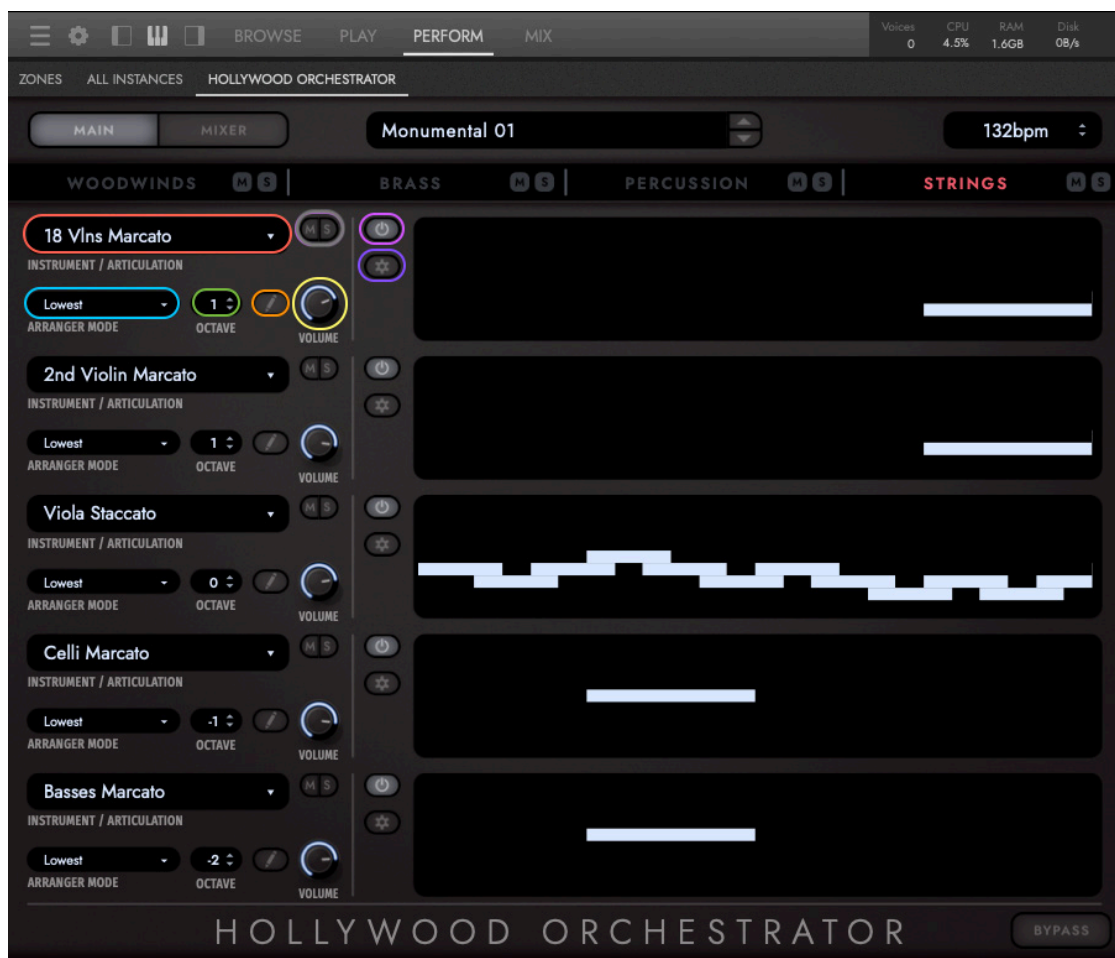 BROWSE PLAY PERFORM MIX Voices CPU RAM Disk
0 4.5% 1.6GB 0B/s
ZONES ALL INSTANCES HOLLYWOOD ORCHESTRATOR
MAIN MIXER Monumental 01 132bpm
WOODWINDS M S BRASS M S PERCUSSION M S STRINGS M S
18 Vlns Marcato M S
INSTRUMENT / ARTICULATION
Lowest 1
ARRANGER MODE OCTAVE VOLUME
2nd Violin Marcato M S
INSTRUMENT / ARTICULATION
Lowest 1
ARRANGER MODE OCTAVE VOLUME
Viola Staccato M S
INSTRUMENT / ARTICULATION
Lowest 0
ARRANGER MODE OCTAVE VOLUME
Celli Marcato M S
INSTRUMENT / ARTICULATION
Lowest -1
ARRANGER MODE OCTAVE VOLUME
Basses Marcato M S
INSTRUMENT / ARTICULATION
Lowest -2
ARRANGER MODE OCTAVE VOLUME
HOLLYWOOD ORCHESTRATOR BYPASS